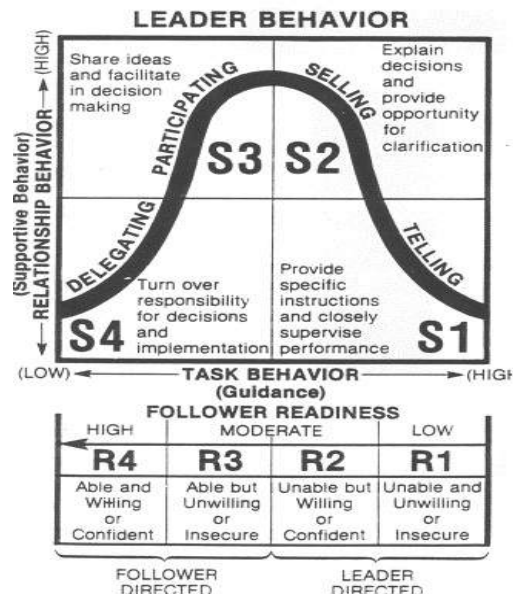 LEADER BEHAVIOR
(HIGH)
Share ideas
and facilitate
in decision
making
PARTICIPATING
SELLING
Explain
decisions
and
provide
opportunity
for
clarification
S3
S2
(Supportive Behavior)
RELATIONSHIP BEHAVIOR
DELEGATING
TELLING
Turn over
responsibility
for decisions
and
implementation
Provide
specific
instructions
and closely
supervise
performance
S4
S1
(LOW)
TASK BEHAVIOR
(HIGH
(Guidance)
FOLLOWER READINESS
HIGH
MODERATE
LOW
R4
R3
R2
R1
Able and
Willing
or
Confident
Able but
Unwilling
or
Insecure
Unable but
Willing
or
Confident
Unable and
Unwilling
or
Insecure
FOLLOWER
DIRECTED
LEADER
DIRECTED